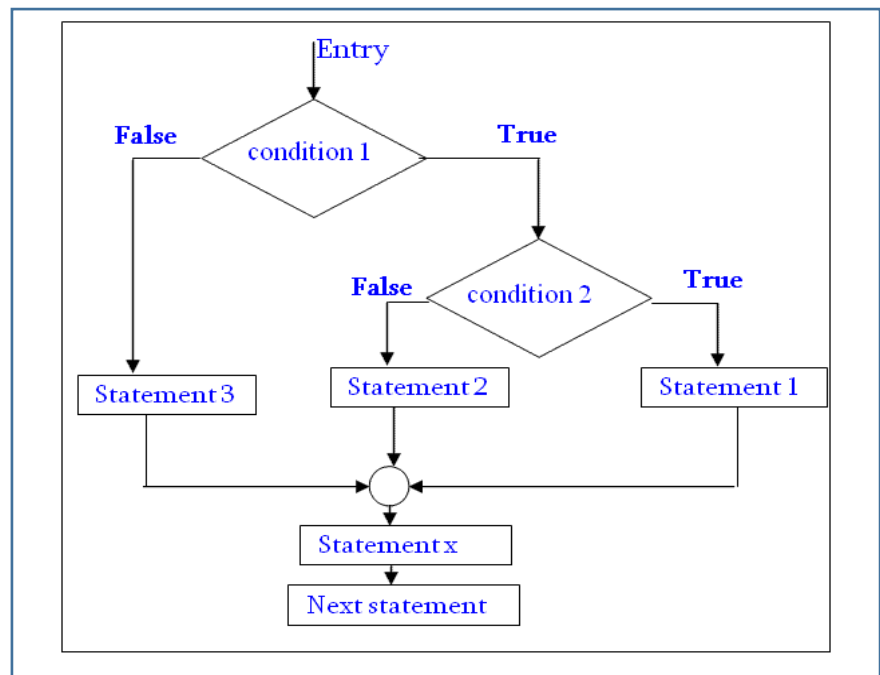 Entry
False
True
condition 1
False
True
condition 2
Statement 3
Statement 2
Statement 1
Statement x
Next statement